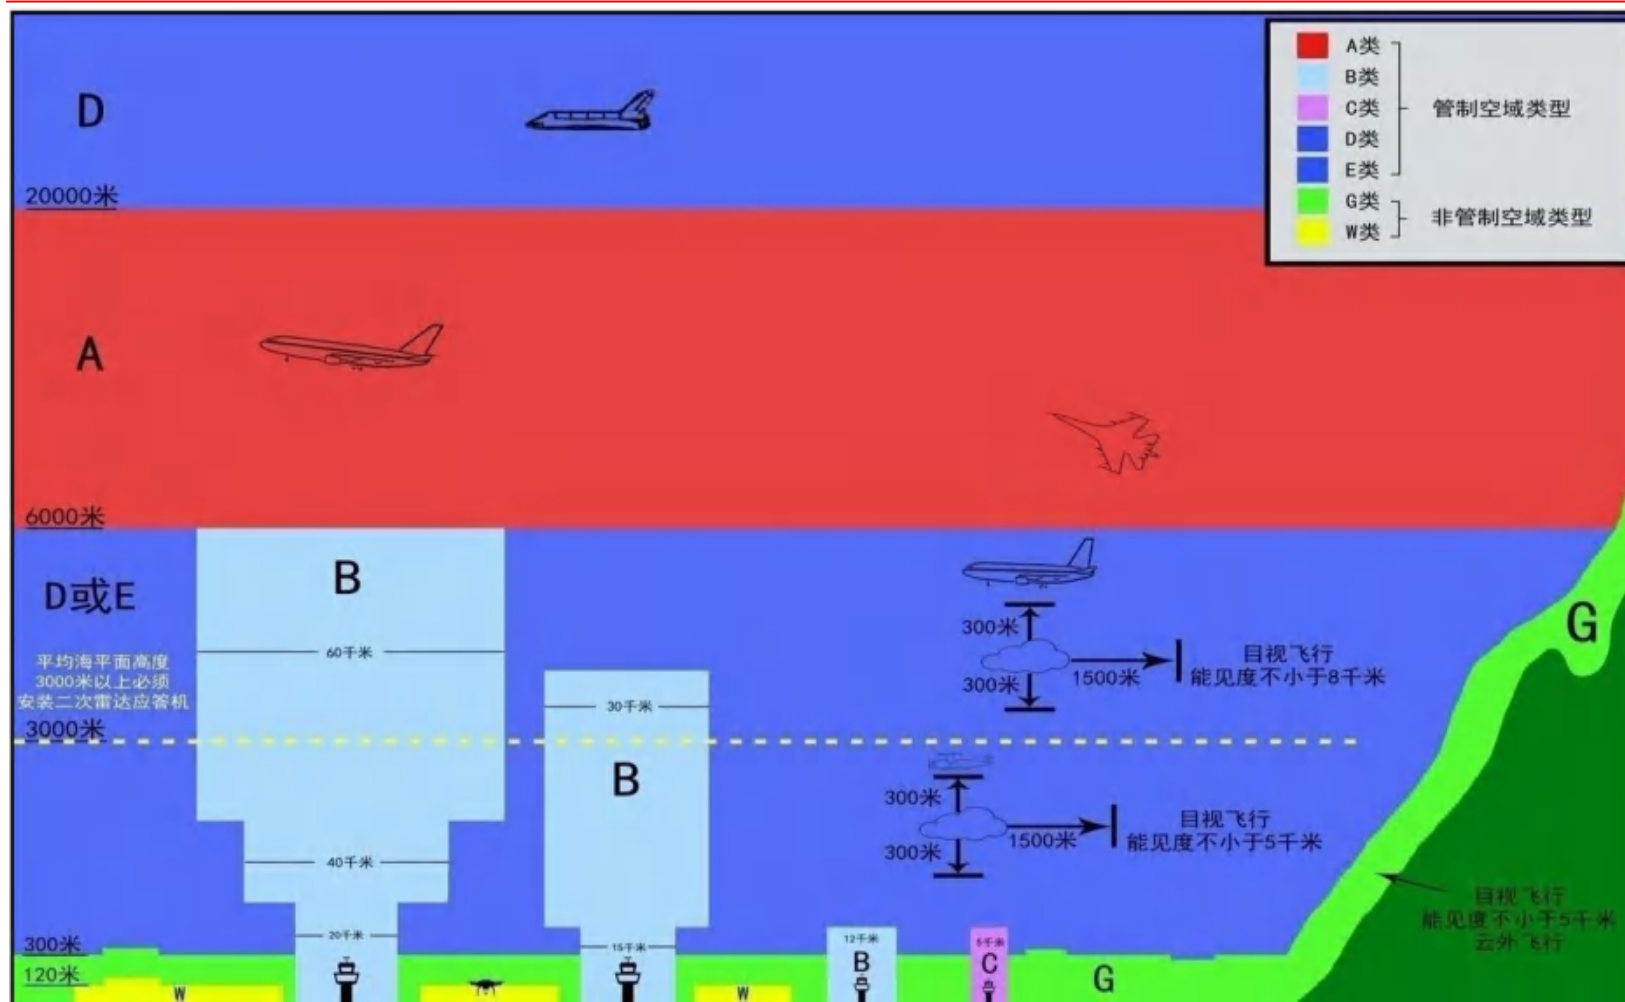 A类
B类
C类
D类
E类
G类
W类
管制空域类型
非管制空域类型
D
20000米
A
6000米
D或E
平均海平面高度
3000米以上必须
安装二次雷达应答机
3000米
B
60千米
40千米
20千米
30千米
B
15千米
300米
300米
1500米
目视飞行
能见度不小于8千米
300米
300米
1500米
目视飞行
能见度不小于5千米
G
目视飞行
能见度不小于5千米
云外飞行
300米
120米
W
W
12千米
B
5千米
C
G